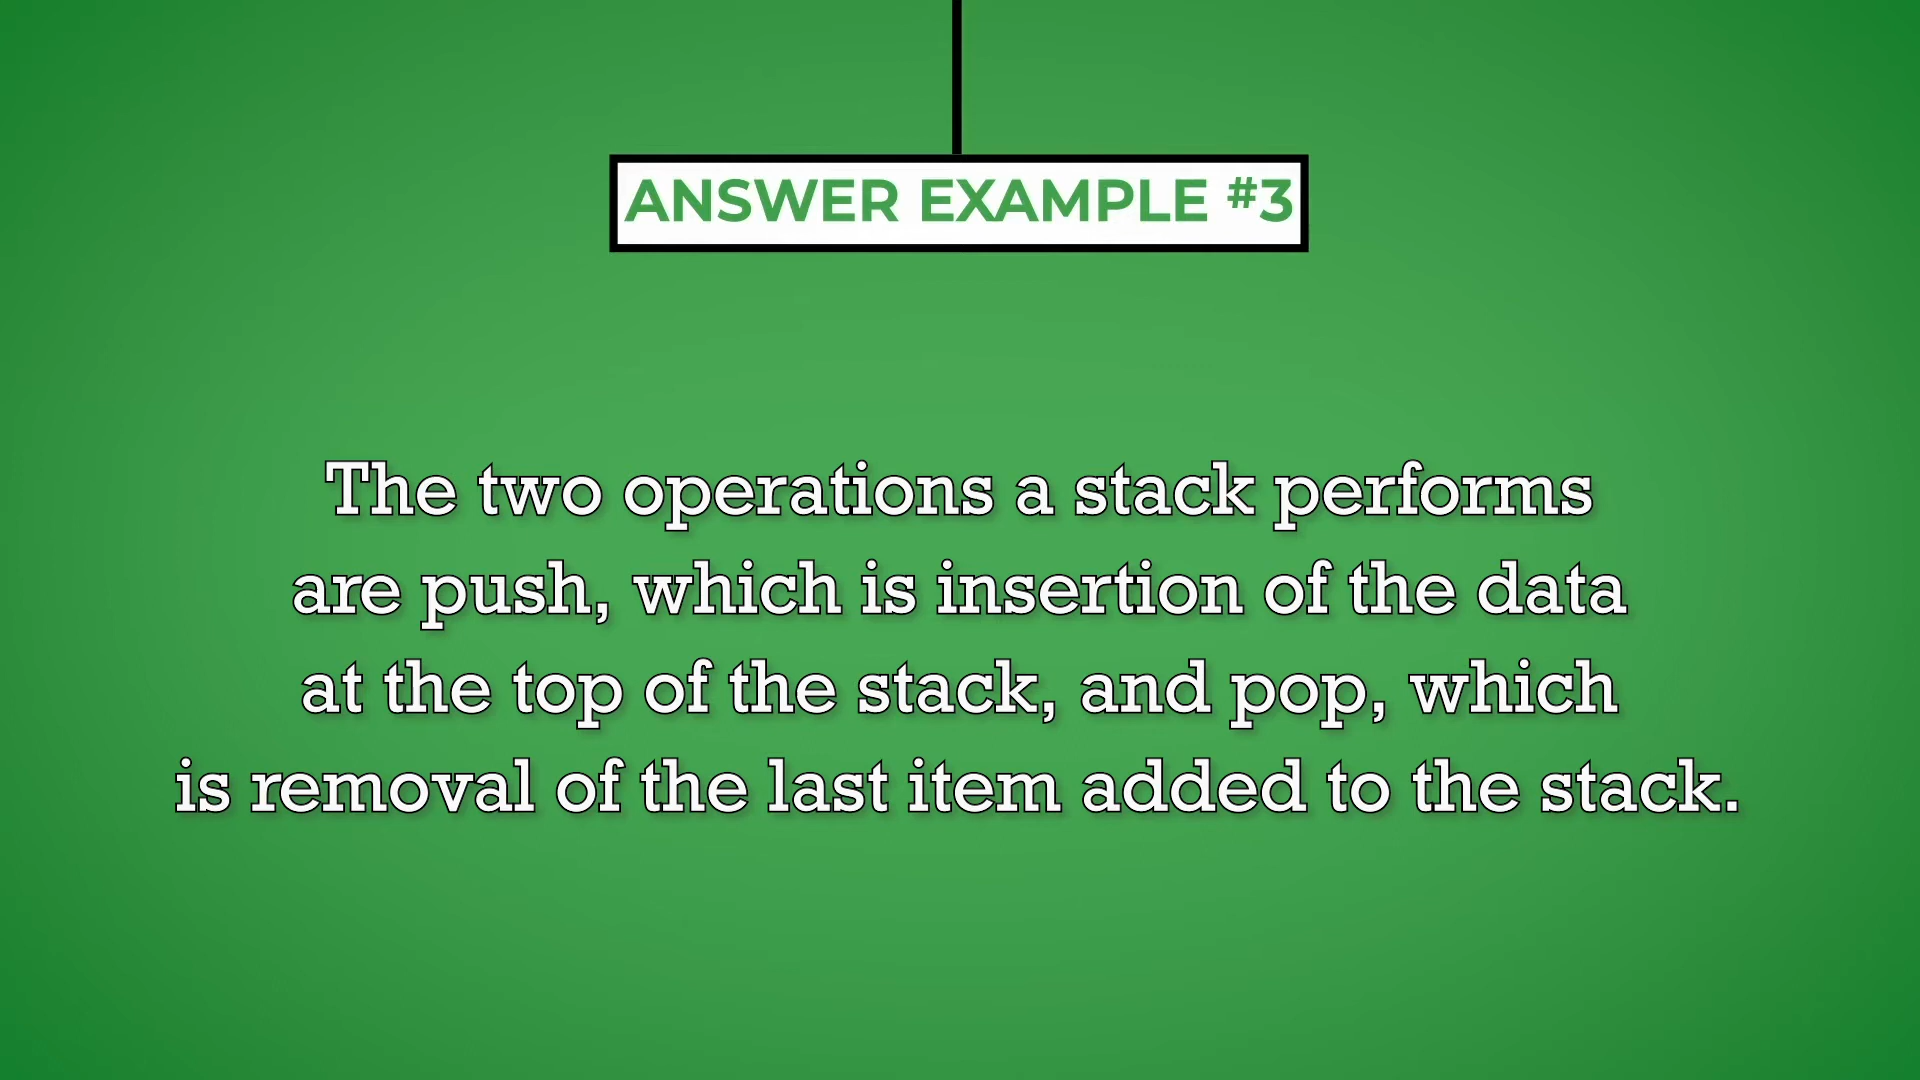 ANSWER EXAMPLE #3
The two operations a stack performs
are push, which is insertion of the data
at the top of the stack, and pop, which
is removal of the last item added to the stack.